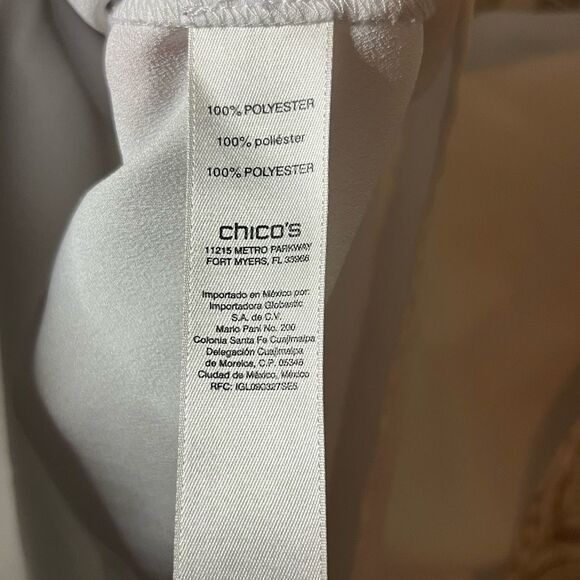 100% POLYESTER
100% poliéster
100% POLYESTER
chico's
11215 METRO PARKWAY
FORT MYERS, FL 33966
Importado en México por:
Importadora Globastic
S.A. de C.V.
Mario Pani No. 200
Colonia Santa Fe Cuajimalpa
Delegación Cuajimalpa
de Morelos, C.P. 05348
Ciudad de México, México
RFC: IGL090327SE5